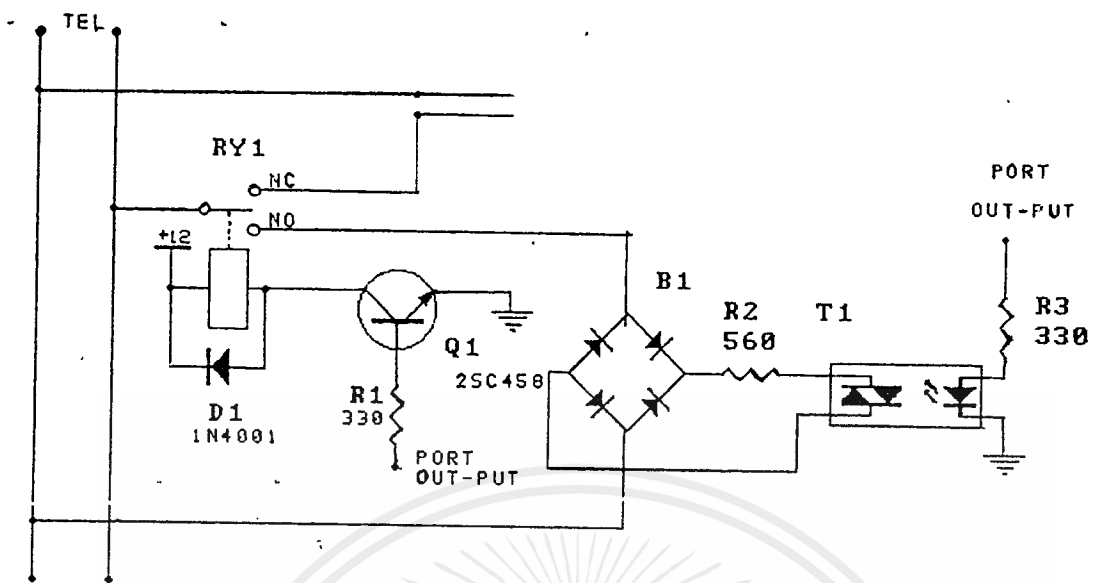 TEL
RY1
NC
NO
+12
D1
1N4001
Q1
2SC458
R1
330
PORT
OUT-PUT
B1
R2
560
T1
PORT
OUT-PUT
R3
330